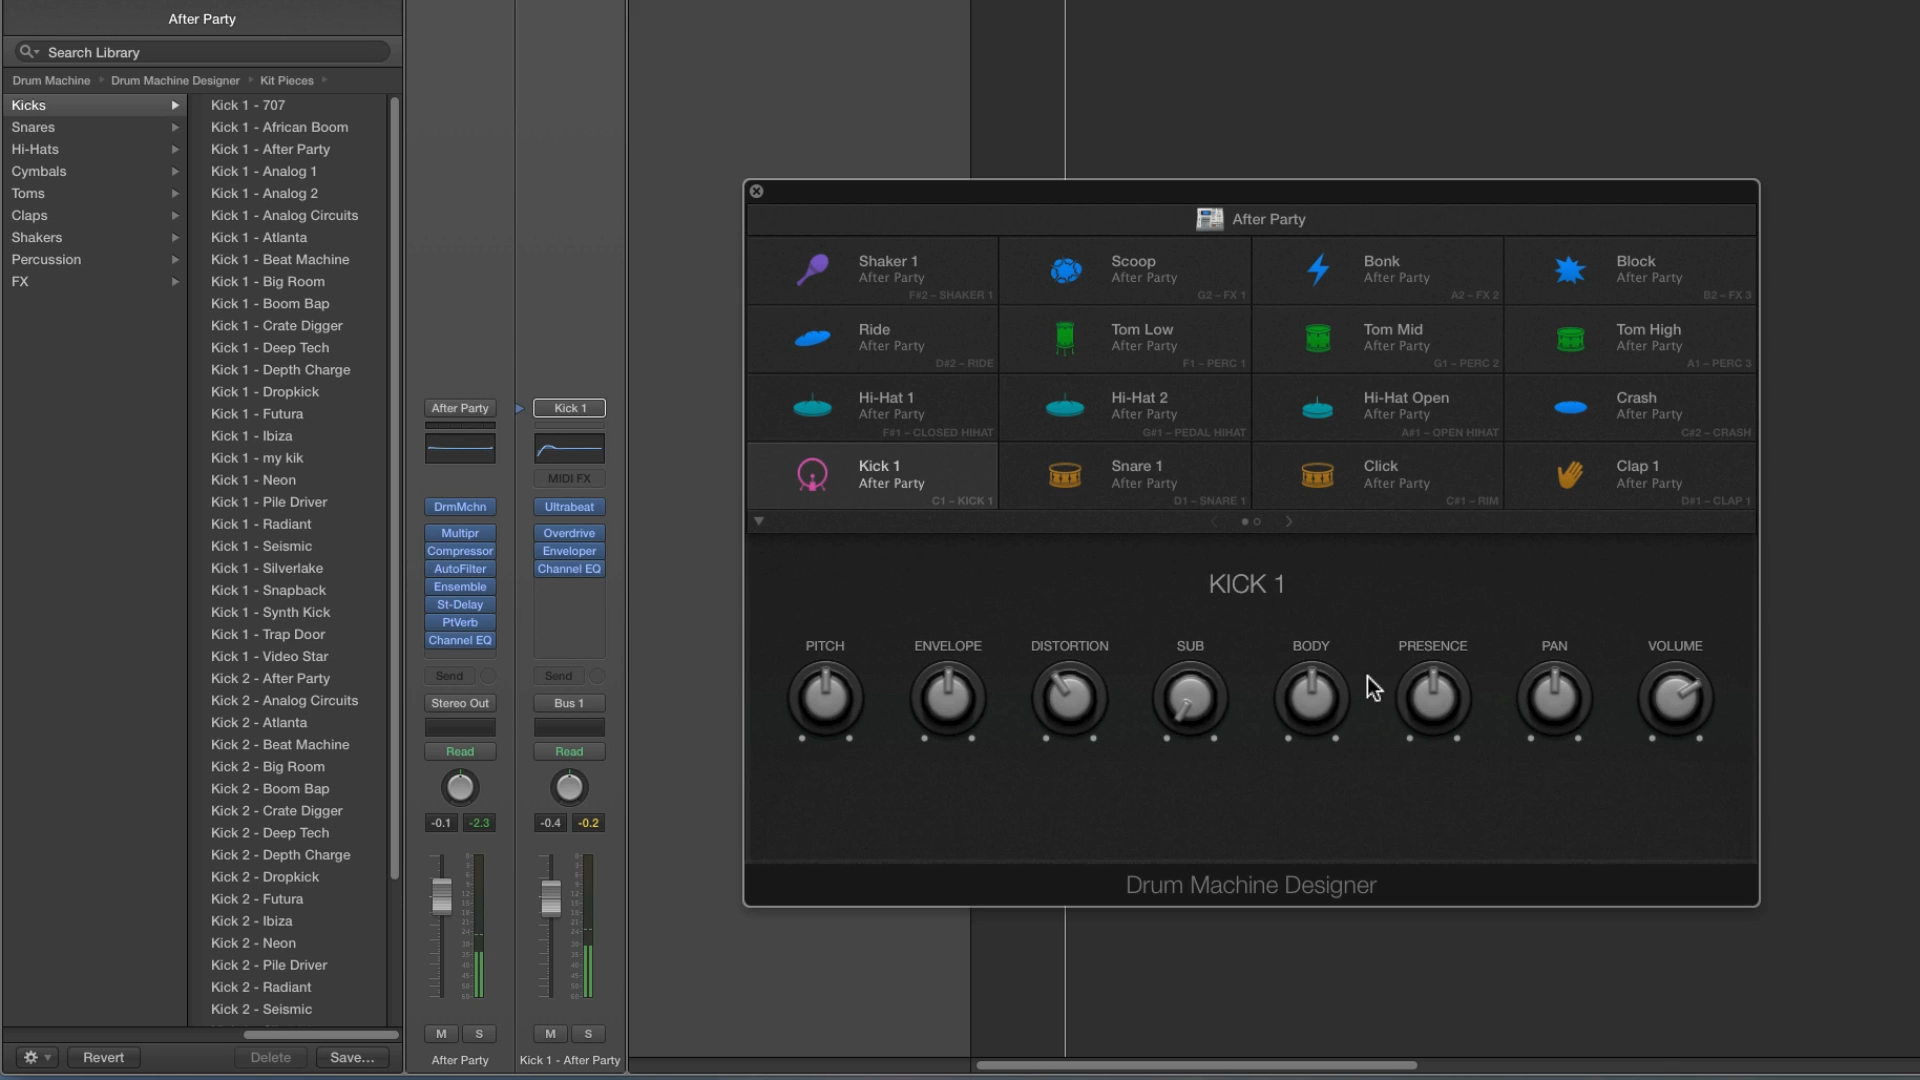 After Party
Search Library
Drum Machine
Drum Machine Designer
Kit Pieces
Kicks
Snares
Hi-Hats
Cymbals
Toms
Claps
Shakers
Percussion
FX
Kick 1 - 707
Kick 1 - African Boom
Kick 1 - After Party
Kick 1 - Analog 1
Kick 1 - Analog 2
Kick 1 - Analog Circuits
Kick 1 - Atlanta
Kick 1 - Beat Machine
Kick 1 - Big Room
Kick 1 - Boom Bap
Kick 1 - Crate Digger
Kick 1 - Deep Tech
Kick 1 - Depth Charge
Kick 1 - Dropkick
Kick 1 - Futura
Kick 1 - Ibiza
Kick 1 - my kik
Kick 1 - Neon
Kick 1 - Pile Driver
Kick 1 - Radiant
Kick 1 - Seismic
Kick 1 - Silverlake
Kick 1 - Snapback
Kick 1 - Synth Kick
Kick 1 - Trap Door
Kick 1 - Video Star
Kick 2 - After Party
Kick 2 - Analog Circuits
Kick 2 - Atlanta
Kick 2 - Beat Machine
Kick 2 - Big Room
Kick 2 - Boom Bap
Kick 2 - Crate Digger
Kick 2 - Deep Tech
Kick 2 - Depth Charge
Kick 2 - Dropkick
Kick 2 - Futura
Kick 2 - Ibiza
Kick 2 - Neon
Kick 2 - Pile Driver
Kick 2 - Radiant
Kick 2 - Seismic
Revert
Delete
Save...
After Party
DrmMchn
Multipr
Compressor
AutoFilter
Ensemble
St-Delay
PtVerb
Channel EQ
Send
Stereo Out
Read
-0.1
-2.3
M
S
After Party
Kick 1
MIDI FX
Ultrabeat
Overdrive
Enveloper
Channel EQ
Send
Bus 1
Read
-0.4
-0.2
M
S
Kick 1 - After Party
After Party
Shaker 1
After Party
F#2 – SHAKER 1
Scoop
After Party
G2 – FX 1
Bonk
After Party
A2 – FX 2
Block
After Party
B2 – FX 3
Ride
After Party
D#2 – RIDE
Tom Low
After Party
F1 – PERC 1
Tom Mid
After Party
G1 – PERC 2
Tom High
After Party
A1 – PERC 3
Hi-Hat 1
After Party
F#1 – CLOSED HIHAT
Hi-Hat 2
After Party
G#1 – PEDAL HIHAT
Hi-Hat Open
After Party
A#1 – OPEN HIHAT
Crash
After Party
C#2 – CRASH
Kick 1
After Party
C1 – KICK 1
Snare 1
After Party
D1 – SNARE 1
Click
After Party
C#1 – RIM
Clap 1
After Party
D#1 – CLAP 1
KICK 1
PITCH
ENVELOPE
DISTORTION
SUB
BODY
PRESENCE
PAN
VOLUME
Drum Machine Designer